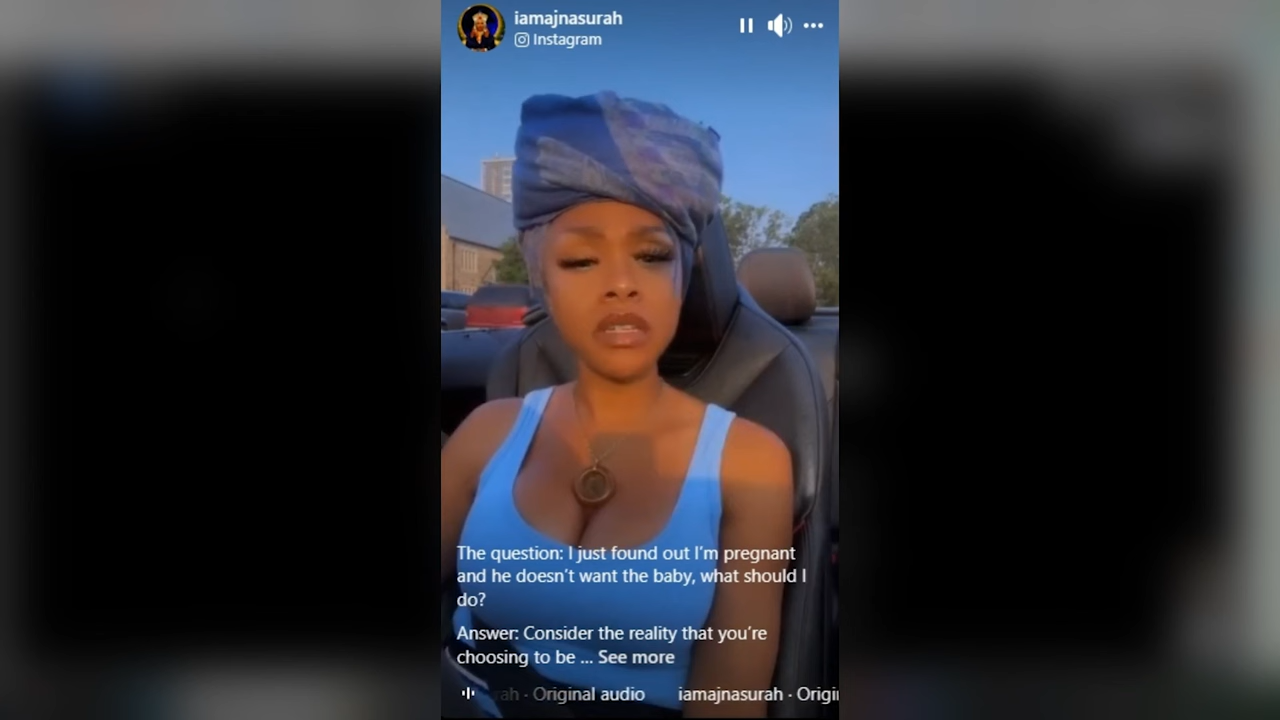 iamajnasurah
Instagram
The question: I just found out I'm pregnant
and he doesn't want the baby, what should I
do?
Answer: Consider the reality that you're
choosing to be ... See more
rah · Original audio iamajnasurah · Origi